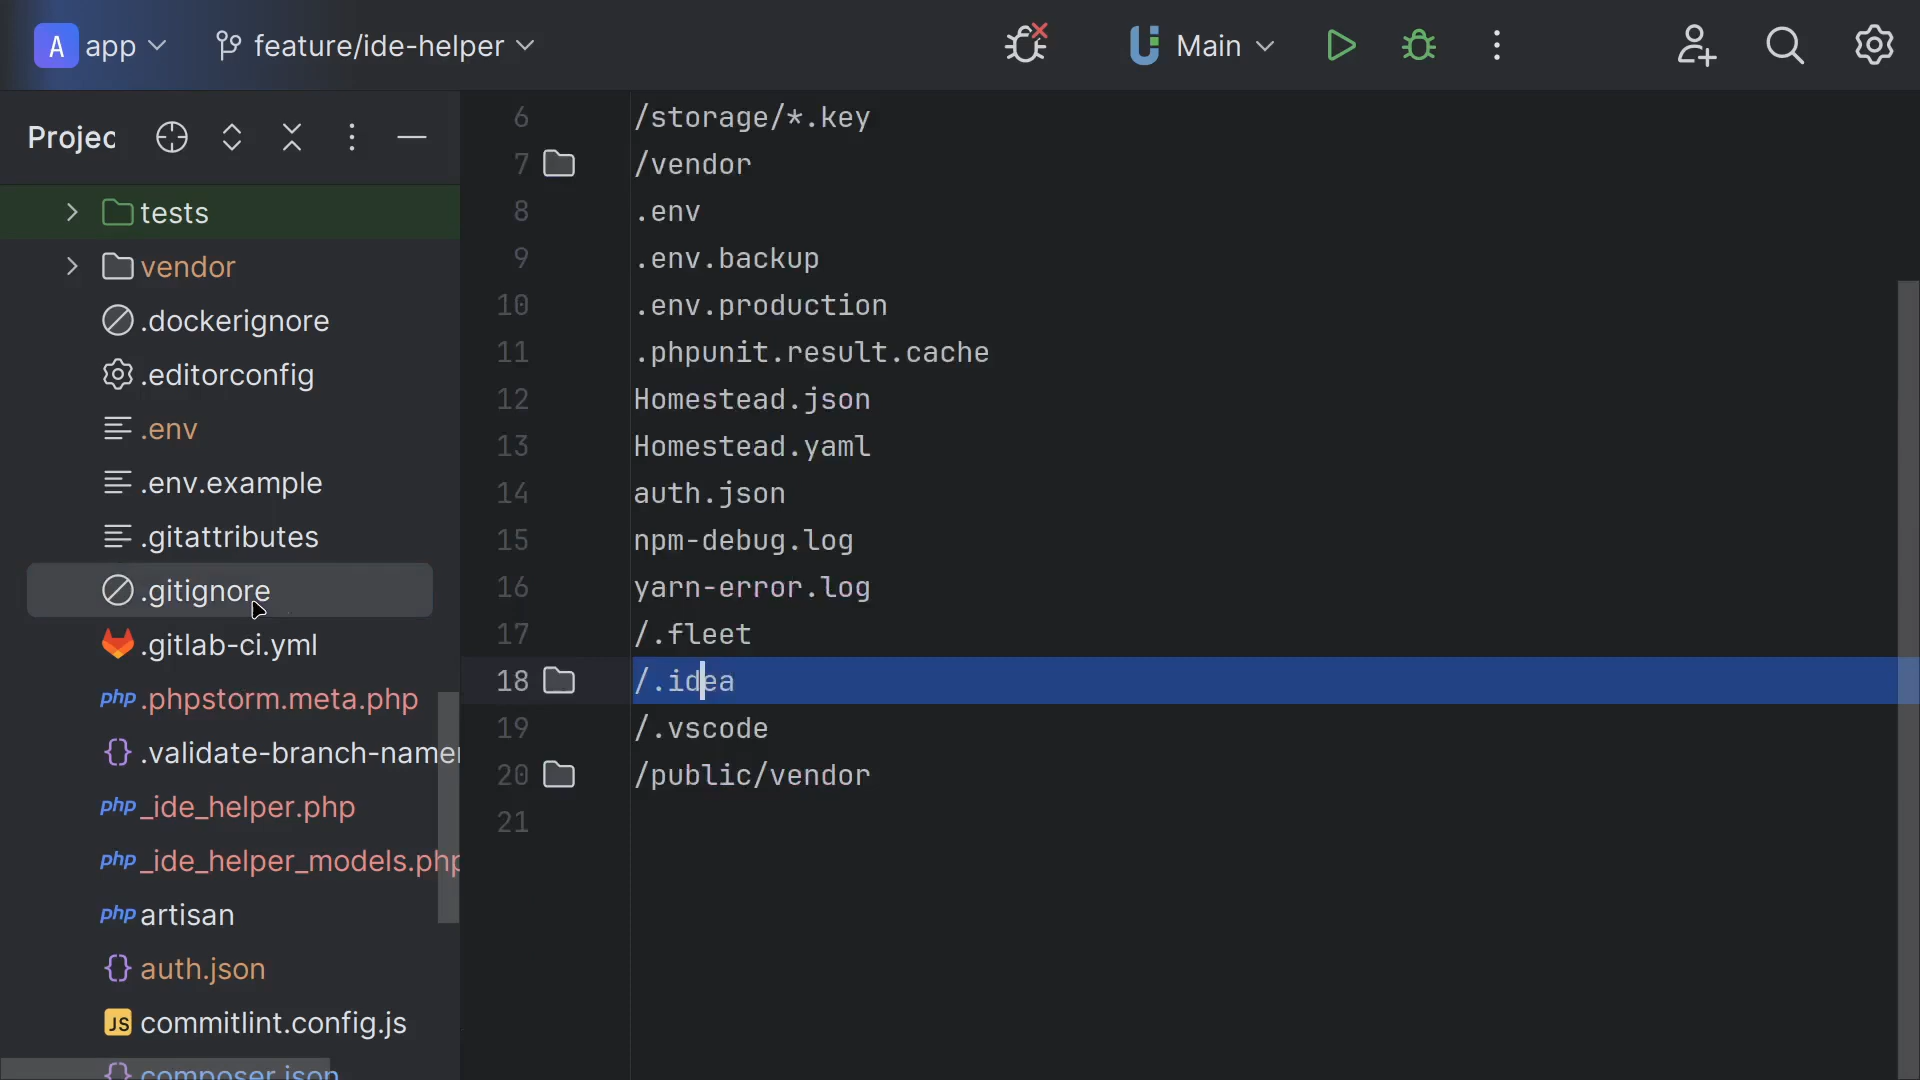 A app feature/ide-helper Main
Projec
tests
vendor
.dockerignore
.editorconfig
.env
.env.example
.gitattributes
.gitignore
.gitlab-ci.yml
php .phpstorm.meta.php
{} .validate-branch-namer
php _ide_helper.php
php _ide_helper_models.php
php artisan
{} auth.json
JS commitlint.config.js
{} composer.json
6 /storage/*.key
7 /vendor
8 .env
9 .env.backup
10 .env.production
11 .phpunit.result.cache
12 Homestead.json
13 Homestead.yaml
14 auth.json
15 npm-debug.log
16 yarn-error.log
17 /.fleet
18 /.idea
19 /.vscode
20 /public/vendor
21